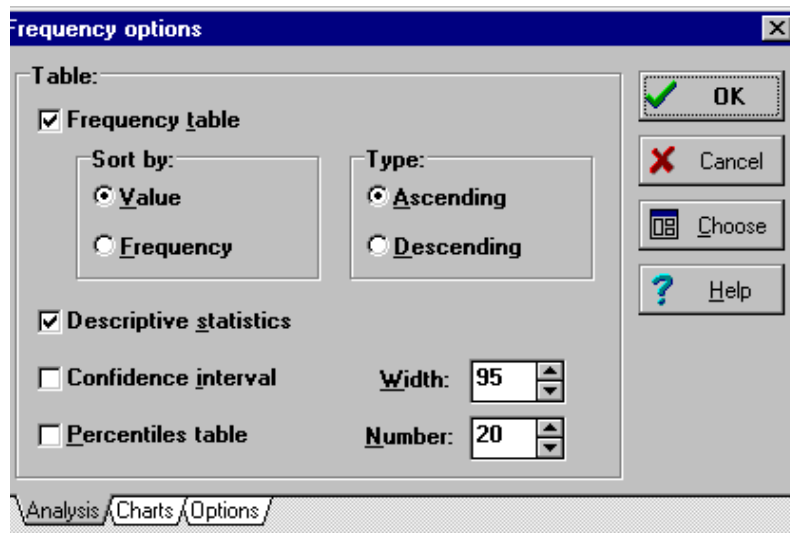 Frequency options
Table:
Frequency table
Sort by:
Value
Frequency
Type:
Ascending
Descending
Descriptive statistics
Confidence interval
Width: 95
Percentiles table
Number: 20
OK
Cancel
Choose
Help
Analysis
Charts
Options